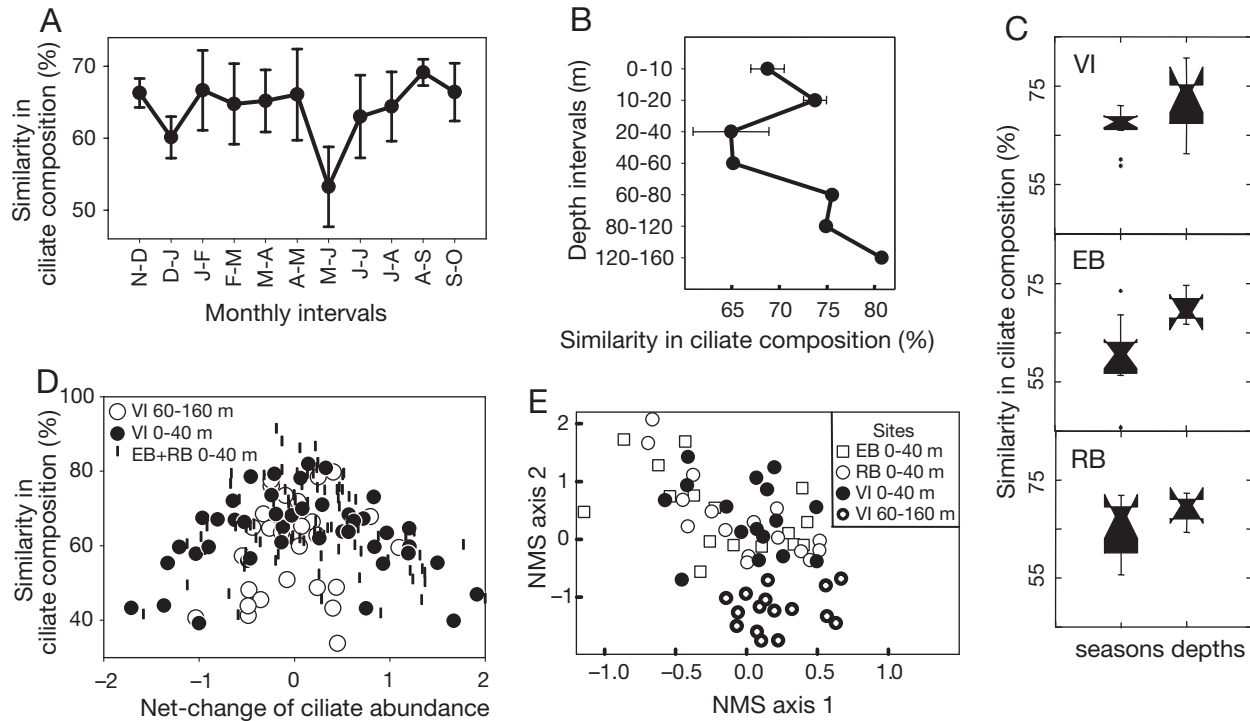 A
Similarity in
ciliate composition (%)
70
60
50
N-D
D-J
J-F
F-M
M-A
A-M
M-J
J-J
J-A
A-S
S-O
Monthly intervals
B
Depth intervals (m)
0-10
10-20
20-40
40-60
60-80
80-120
120-160
65
70
75
80
Similarity in ciliate composition (%)
C
Similarity in ciliate composition (%)
VI
75
55
EB
75
55
RB
75
55
seasons depths
D
Similarity in
ciliate composition (%)
100
80
60
40
VI 60-160 m
VI 0-40 m
EB+RB 0-40 m
−2
−1
0
1
2
Net-change of ciliate abundance
E
NMS axis 2
2
1
0
−1
Sites
EB 0-40 m
RB 0-40 m
VI 0-40 m
VI 60-160 m
−1.0
−0.5
0.0
0.5
1.0
NMS axis 1